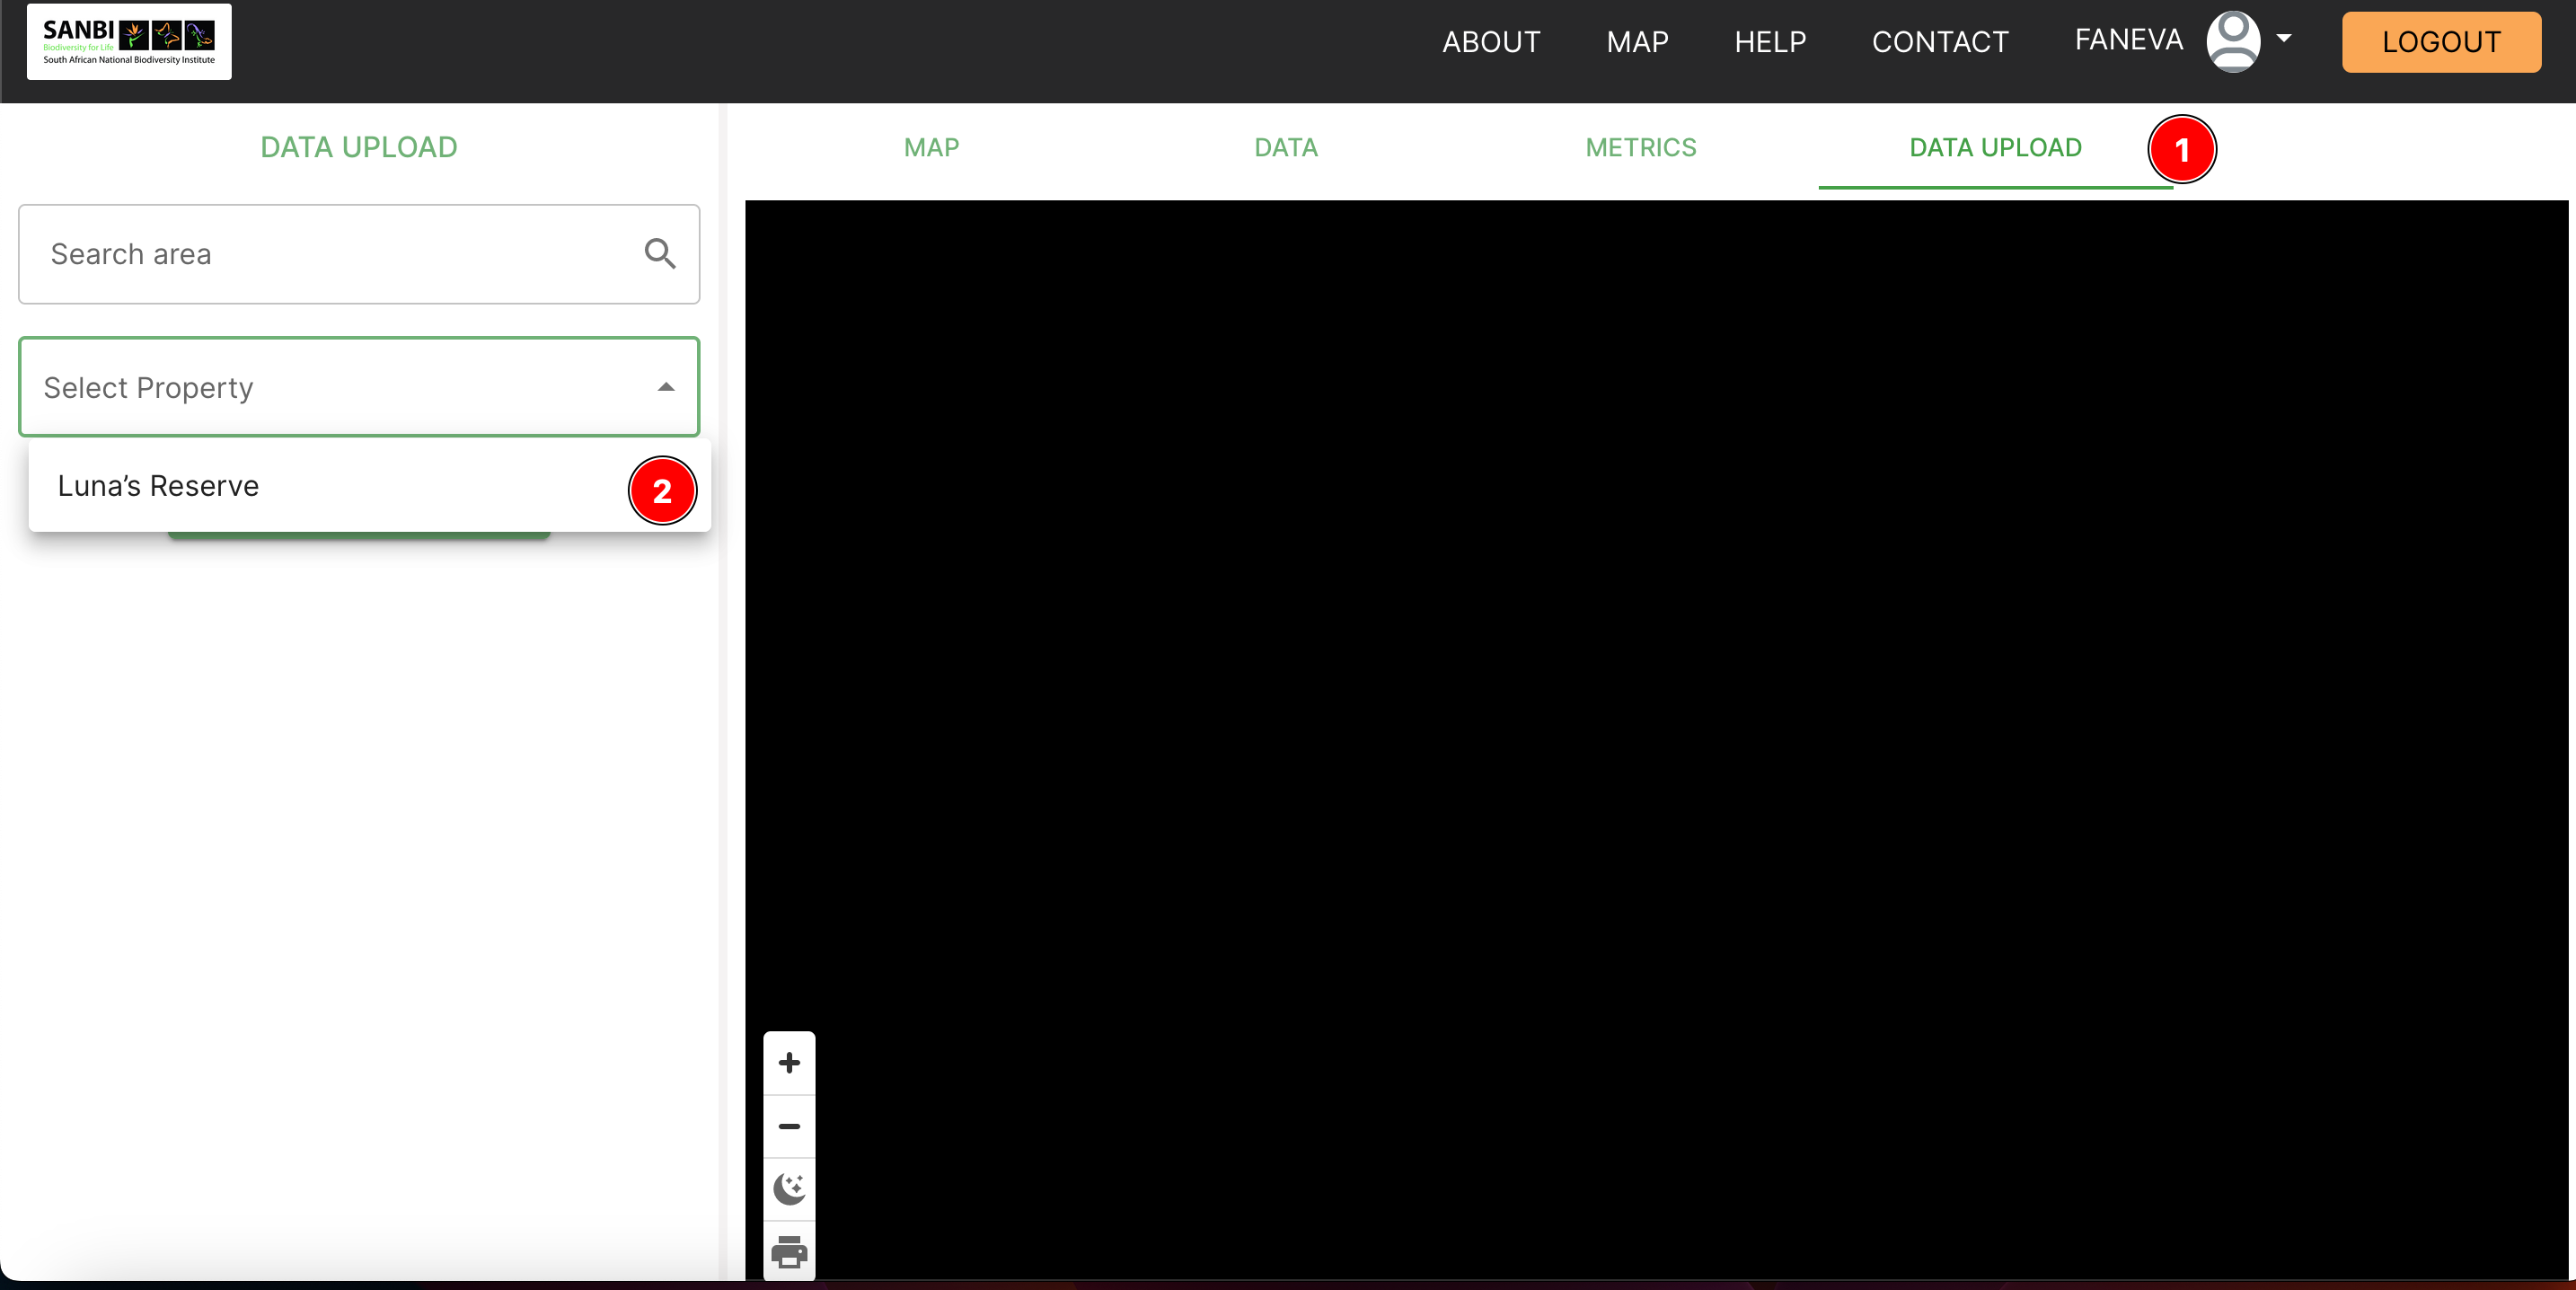 SANBI
Biodiversity for Life
South African National Biodiversity Institute
ABOUT
MAP
HELP
CONTACT
FANEVA
LOGOUT
DATA UPLOAD
MAP
DATA
METRICS
DATA UPLOAD
1
Search area
Select Property
Luna’s Reserve
2